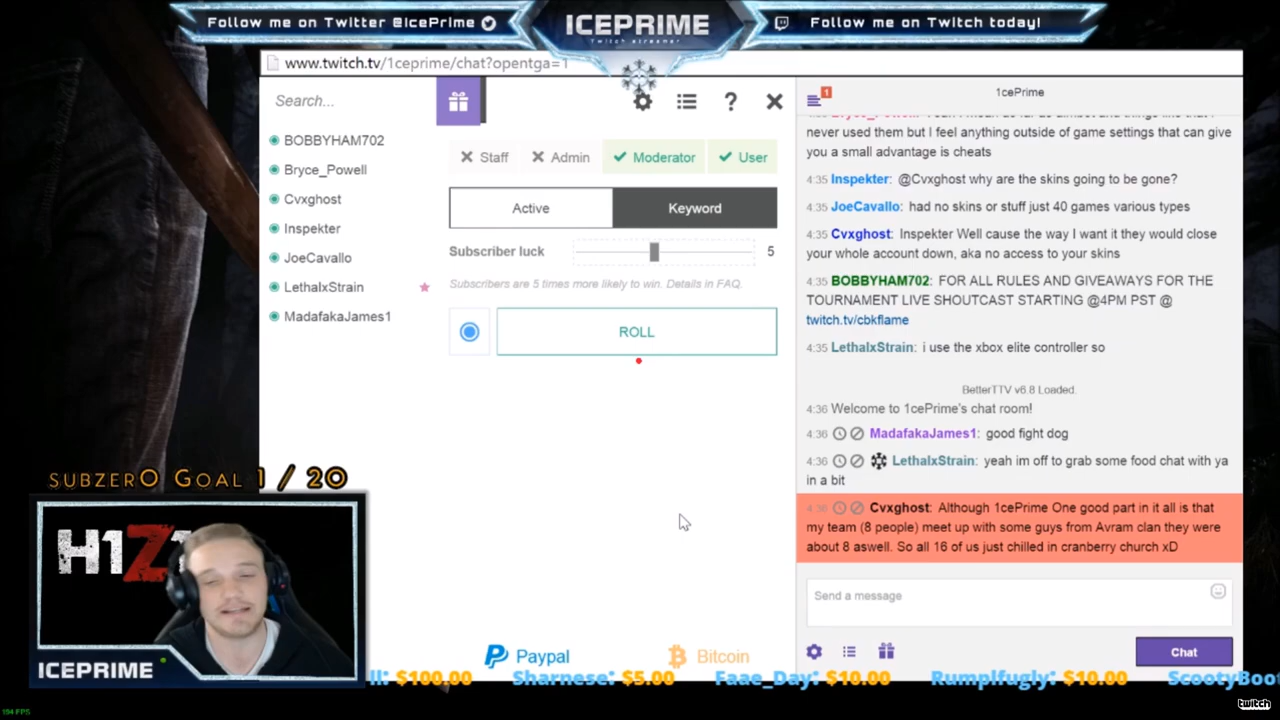 Follow me on Twitter @IcePrime
ICEPRIME
Twitch streamer
Follow me on Twitch today!
www.twitch.tv/1ceprime/chat?opentga=1
Search...
BOBBYHAM702
Bryce_Powell
Cvxghost
Inspekter
JoeCavallo
LethalxStrain
MadafakaJames1
Staff
Admin
Moderator
User
Active
Keyword
Subscriber luck
5
Subscribers are 5 times more likely to win. Details in FAQ.
ROLL
Paypal
Bitcoin
1
1cePrime
never used them but I feel anything outside of game settings that can give
you a small advantage is cheats
4:35 Inspekter: @Cvxghost why are the skins going to be gone?
4:35 JoeCavallo: had no skins or stuff just 40 games various types
4:35 Cvxghost: Inspekter Well cause the way I want it they would close
your whole account down, aka no access to your skins
4:35 BOBBYHAM702: FOR ALL RULES AND GIVEAWAYS FOR THE
TOURNAMENT LIVE SHOUTCAST STARTING @4PM PST @
twitch.tv/cbkflame
4:35 LethalxStrain: i use the xbox elite controller so
BetterTTV v6.8 Loaded.
4:36 Welcome to 1cePrime's chat room!
4:36 MadafakaJames1: good fight dog
4:36 LethalxStrain: yeah im off to grab some food chat with ya
in a bit
4:36 Cvxghost: Although 1cePrime One good part in it all is that
my team (8 people) meet up with some guys from Avram clan they were
about 8 aswell. So all 16 of us just chilled in cranberry church xD
Send a message
Chat
SUBZERO GOAL 1 / 20
H1Z1
ICEPRIME
$100.00 Sharnese: $5.00 Faae_Day: $10.00 Rumplfugly: $10.00 ScootyBoo
194 FPS
twitch